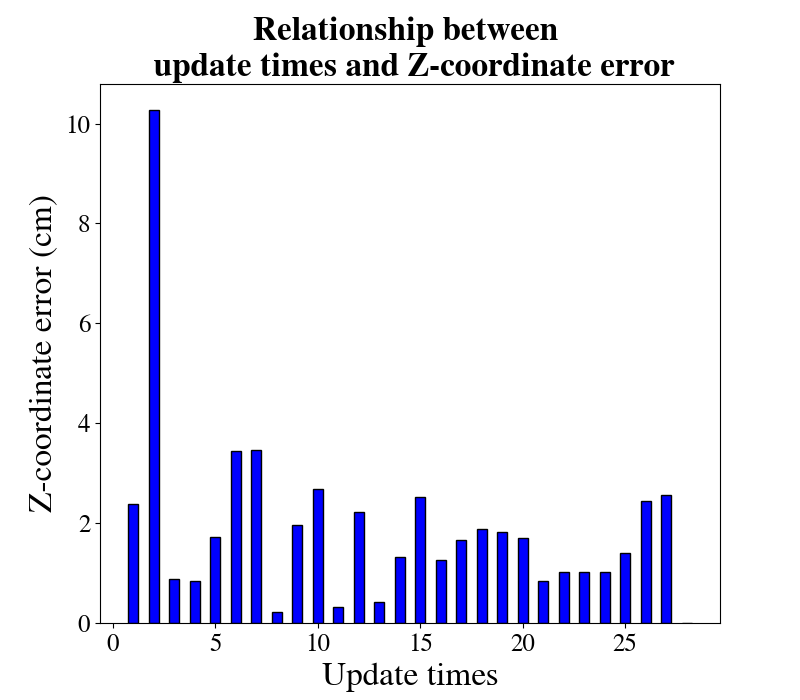 Relationship between
update times and Z-coordinate error
Z-coordinate error (cm)
10
8
6
4
2
0
0 5 10 15 20 25
Update times